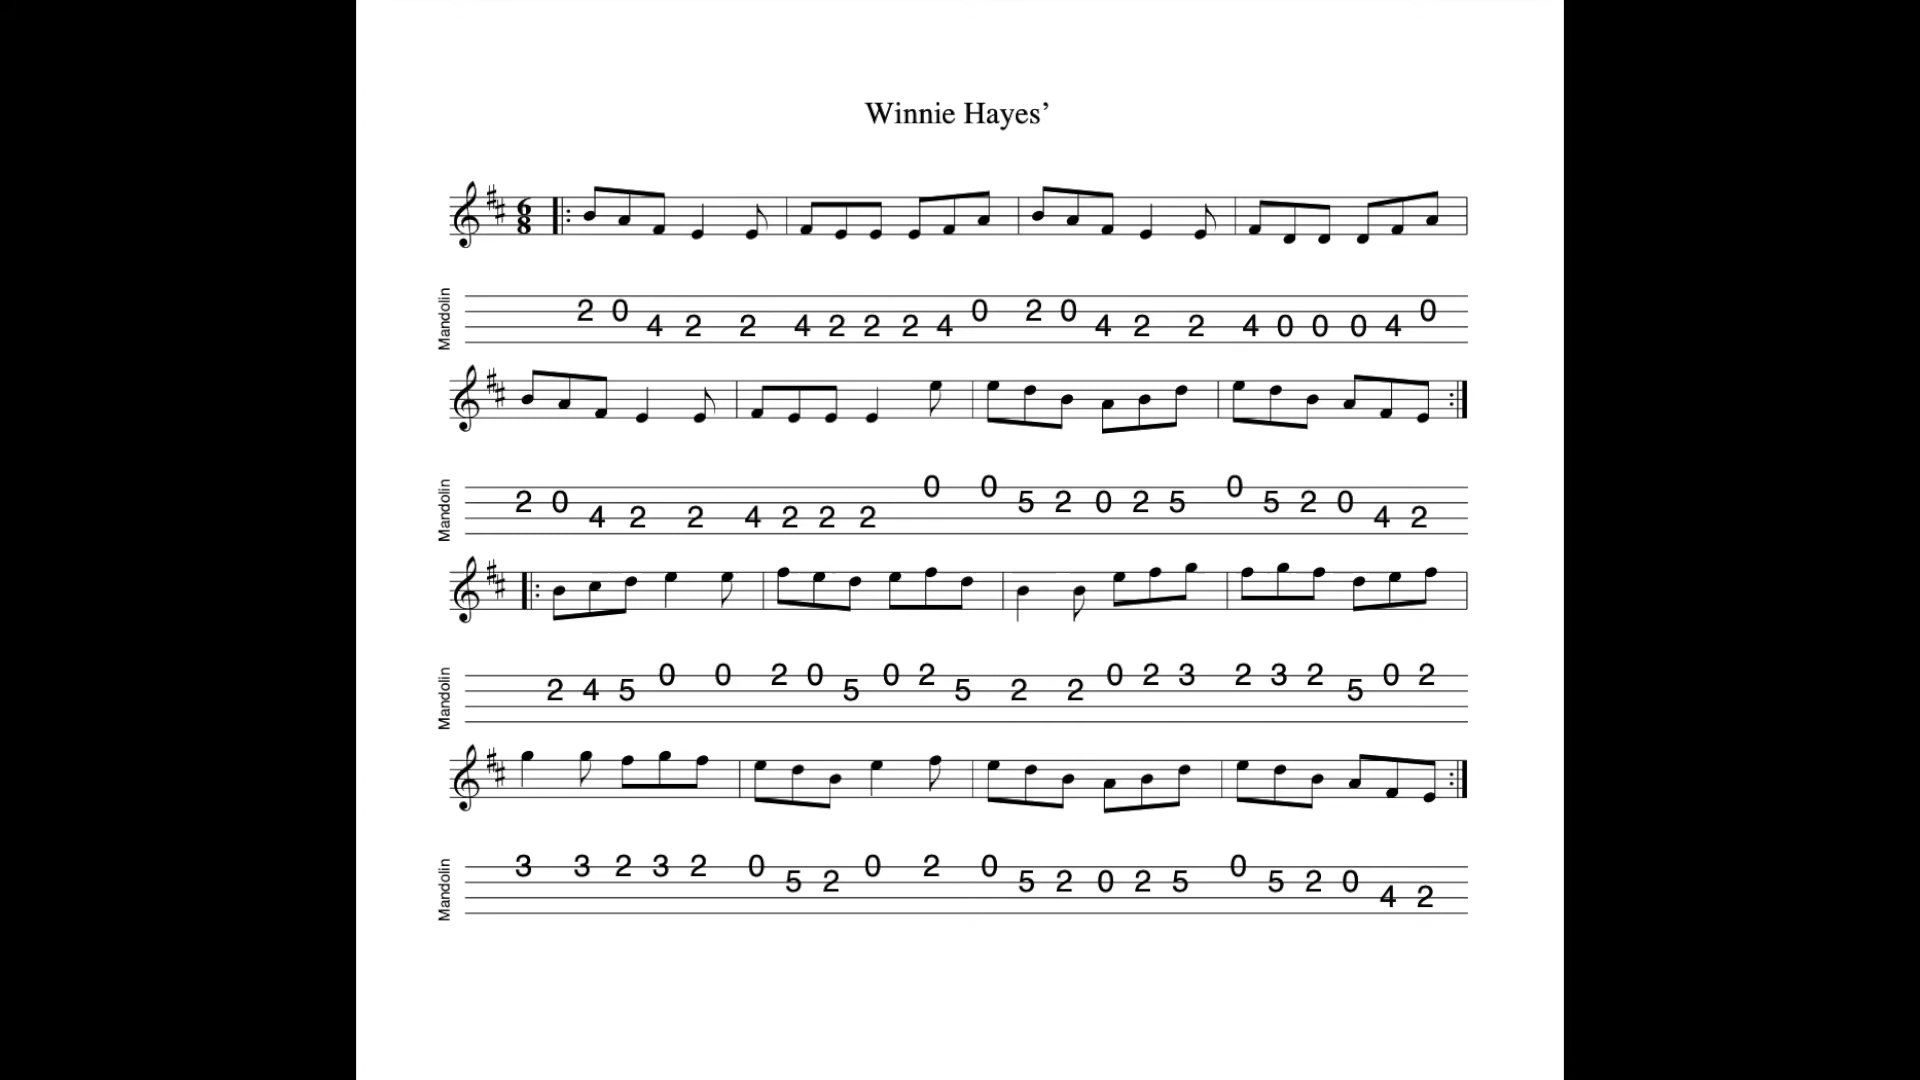 Winnie Hayes’
6
8
Mandolin
2 0 4 2 2 4 2 2 2 4 0 2 0 4 2 2 4 0 0 0 4 0
Mandolin
2 0 4 2 2 4 2 2 2 0 0 5 2 0 2 5 0 5 2 0 4 2
Mandolin
2 4 5 0 0 2 0 5 0 2 5 2 2 0 2 3 2 3 2 5 0 2
Mandolin
3 3 2 3 2 0 5 2 0 2 0 5 2 0 2 5 0 5 2 0 4 2